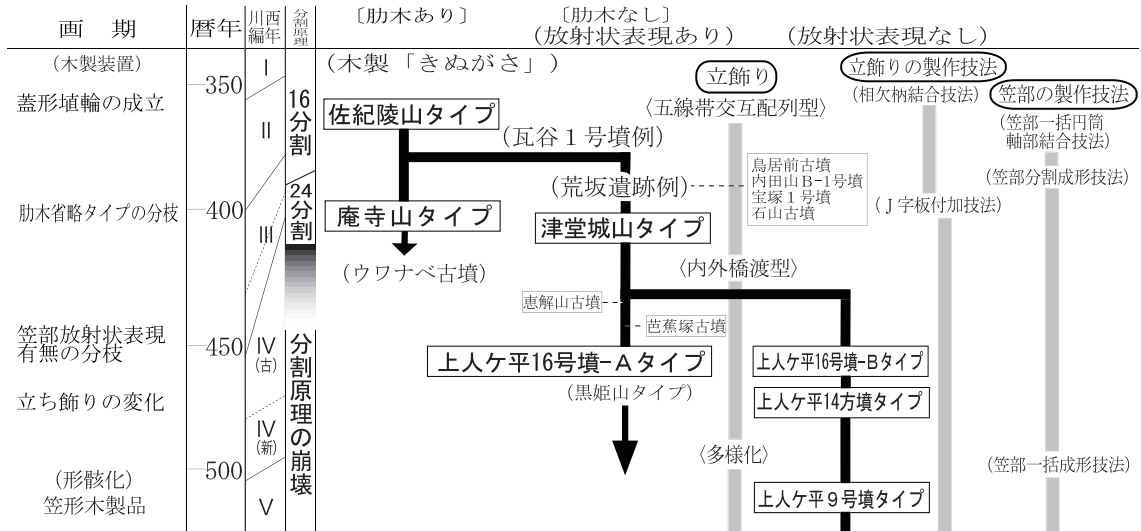 画　期
暦年
川西編年
分割原理
〔肋木あり〕
〔肋木なし〕
(放射状表現あり)
(放射状表現なし)
(木製装置)
蓋形埴輪の成立
肋木省略タイプの分枝
笠部放射状表現
有無の分枝
立ち飾りの変化
(形骸化)
笠形木製品
350
400
450
500
Ⅰ
Ⅱ
Ⅲ
Ⅳ
(古)
Ⅳ
(新)
Ⅴ
16分割
24分割
分割原理の崩壊
(木製「きぬがさ」)
佐紀陵山タイプ
(瓦谷１号墳例)
(荒坂遺跡例)
庵寺山タイプ
(ウワナベ古墳)
津堂城山タイプ
恵解山古墳
芭蕉塚古墳
上人ケ平16号墳-Aタイプ
(黒姫山タイプ)
上人ケ平16号墳-Bタイプ
上人ケ平14方墳タイプ
上人ケ平９号墳タイプ
立飾り
〈五線帯交互配列型〉
鳥居前古墳
内田山B-1号墳
宝塚１号墳
石山古墳
〈内外橋渡型〉
〈多様化〉
立飾りの製作技法
(相欠枘結合技法)
(Ｊ字板付加技法)
笠部の製作技法
(笠部一括円筒
軸部結合技法)
(笠部分割成形技法)
(笠部一括成形技法)